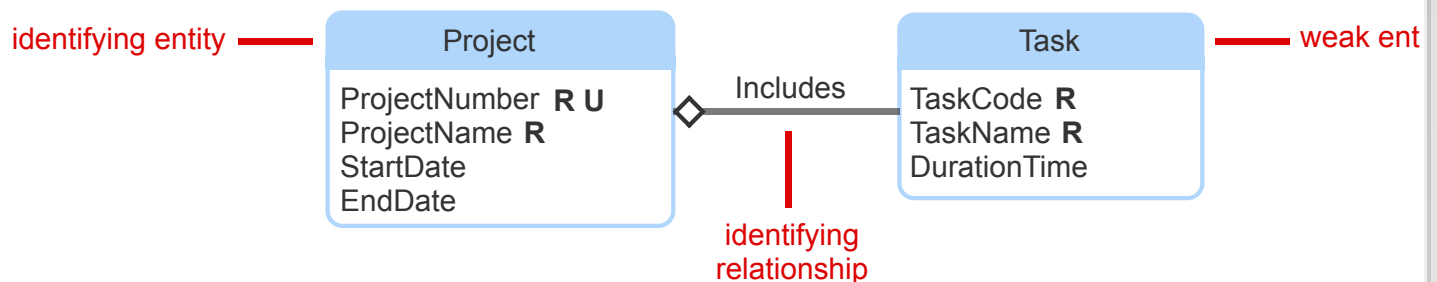 identifying entity
Project
ProjectNumber R U
ProjectName R
StartDate
EndDate
Includes
identifying
relationship
Task
TaskCode R
TaskName R
DurationTime
weak ent